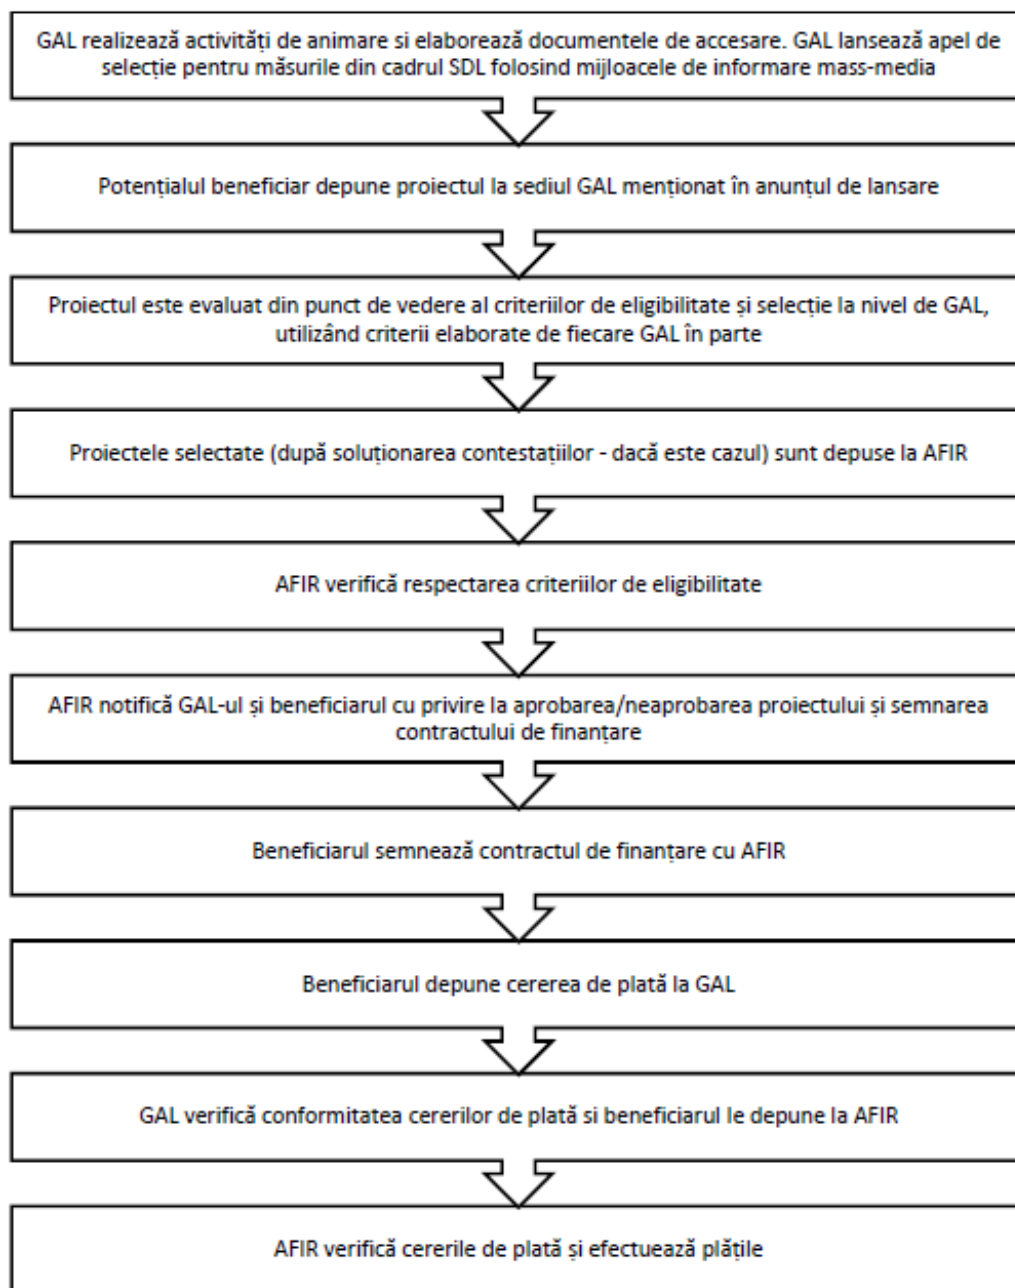 GAL realizează activități de animare si elaborează documentele de accesare. GAL lansează apel de
selecție pentru măsurile din cadrul SDL folosind mijloacele de informare mass-media
Potențialul beneficiar depune proiectul la sediul GAL menționat în anunțul de lansare
Proiectul este evaluat din punct de vedere al criteriilor de eligibilitate și selecție la nivel de GAL,
utilizând criterii elaborate de fiecare GAL în parte
Proiectele selectate (după soluționarea contestațiilor - dacă este cazul) sunt depuse la AFIR
AFIR verifică respectarea criteriilor de eligibilitate
AFIR notifică GAL-ul și beneficiarul cu privire la aprobarea/neaprobarea proiectului și semnarea
contractului de finanțare
Beneficiarul semnează contractul de finanțare cu AFIR
Beneficiarul depune cererea de plată la GAL
GAL verifică conformitatea cererilor de plată si beneficiarul le depune la AFIR
AFIR verifică cererile de plată și efectuează plățile